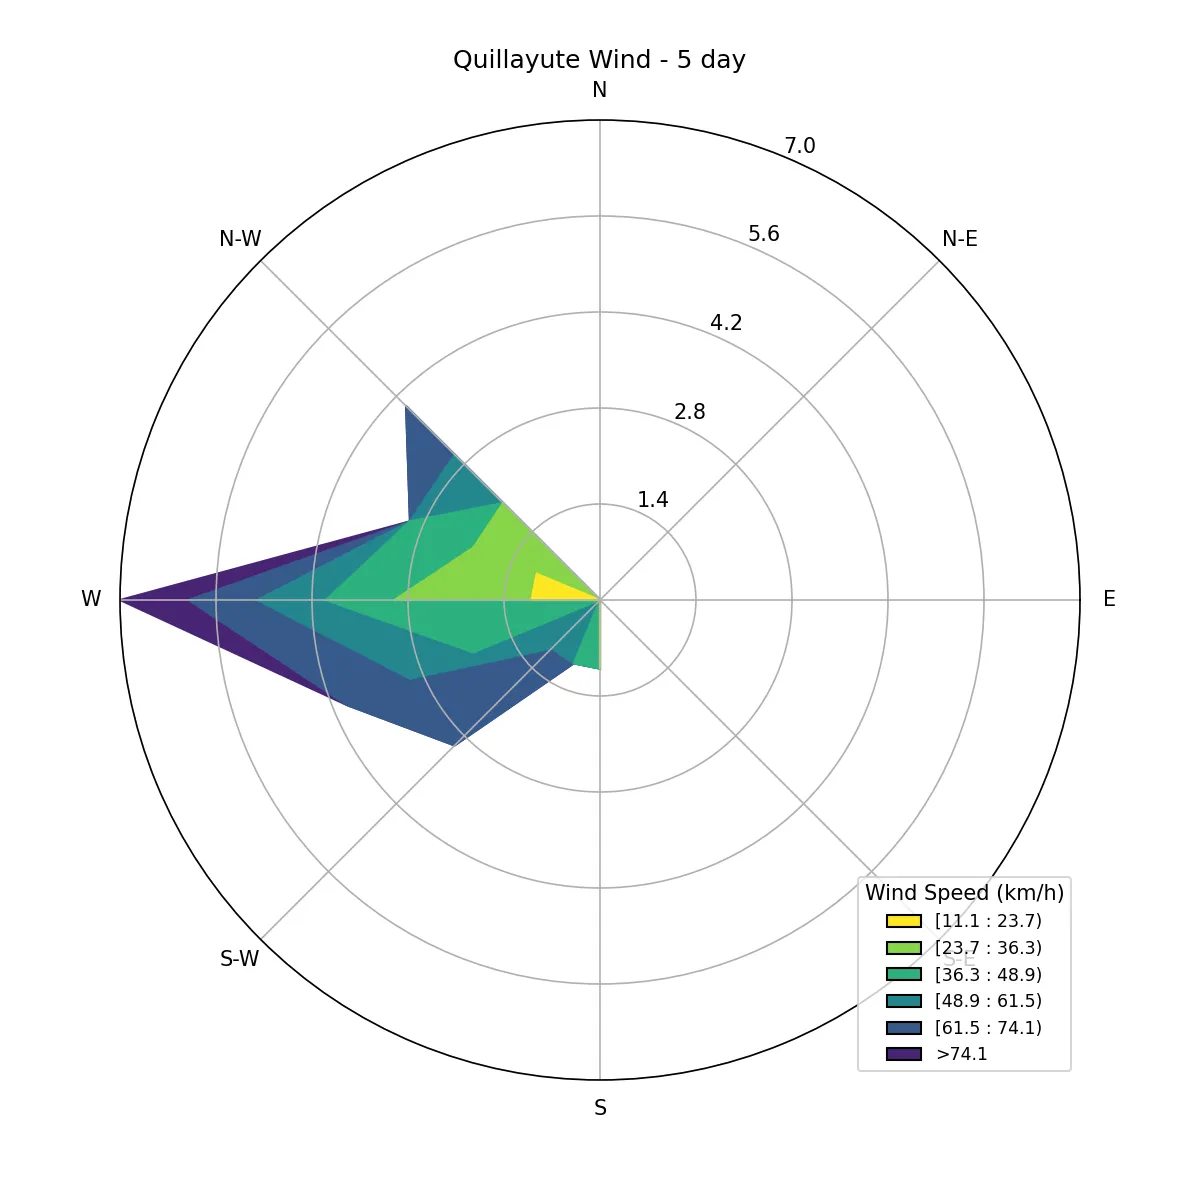 Quillayute Wind - 5 day
N
7.0
5.6
N-W
N-E
4.2
2.8
1.4
W
E
Wind Speed (km/h)
[11.1 : 23.7)
[23.7 : 36.3)
S-W
S-E
[36.3 : 48.9)
[48.9 : 61.5)
[61.5 : 74.1)
>74.1
S